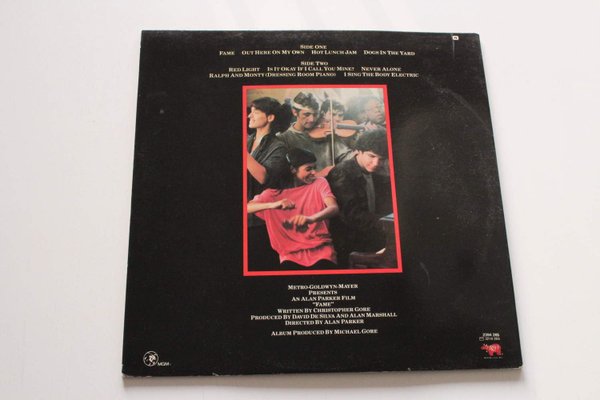 SIDE ONE
FAME OUT HERE ON MY OWN HOT LUNCH JAM DOGS IN THE YARD
SIDE TWO
RED LIGHT IS IT OKAY IF I CALL YOU MINE? NEVER ALONE
RALPH AND MONTY (DRESSING ROOM PIANO) I SING THE BODY ELECTRIC
METRO-GOLDWYN-MAYER
PRESENTS
AN ALAN PARKER FILM
"FAME"
WRITTEN BY CHRISTOPHER GORE
PRODUCED BY DAVID DE SILVA AND ALAN MARSHALL
DIRECTED BY ALAN PARKER
ALBUM PRODUCED BY MICHAEL GORE
MGM